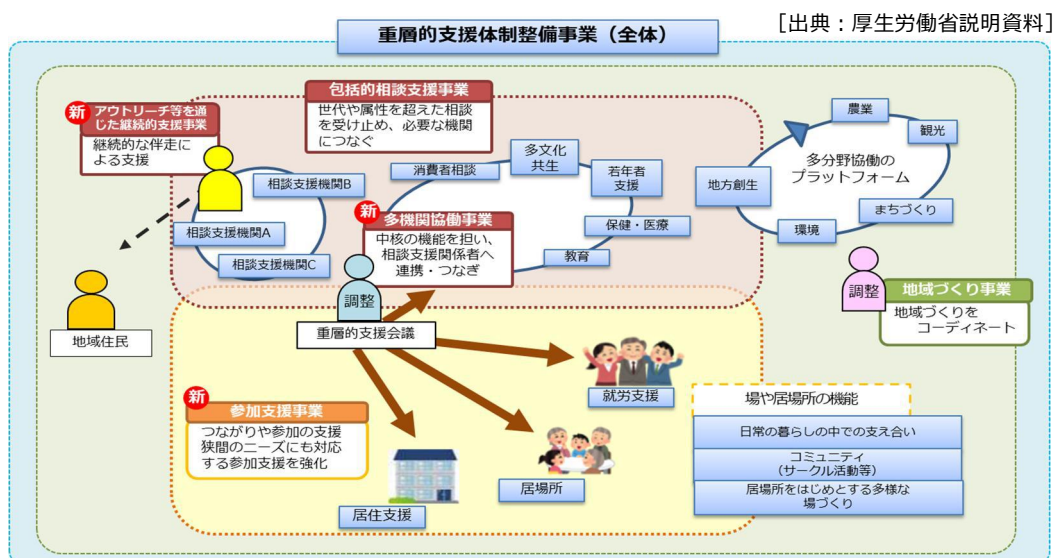 ［出典：厚生労働省説明資料］
重層的支援体制整備事業（全体）
新
アウトリーチ等を通
じた継続的支援事業
継続的な伴走に
よる支援
包括的相談支援事業
世代や属性を超えた相談
を受け止め、必要な機関
につなぐ
相談支援機関B
相談支援機関A
相談支援機関C
消費者相談
多文化
共生
若年者
支援
保健・医療
教育
新
多機関協働事業
中核の機能を担い、
相談支援関係者へ
連携・つなぎ
調整
重層的支援会議
農業
観光
地方創生
多分野協働の
プラットフォーム
まちづくり
環境
調整
地域づくり事業
地域づくりを
コーディネート
地域住民
新
参加支援事業
つながりや参加の支援
狭間のニーズにも対応
する参加支援を強化
就労支援
居場所
居住支援
場や居場所の機能
日常の暮らしの中での支え合い
コミュニティ
（サークル活動等）
居場所をはじめとする多様な
場づくり